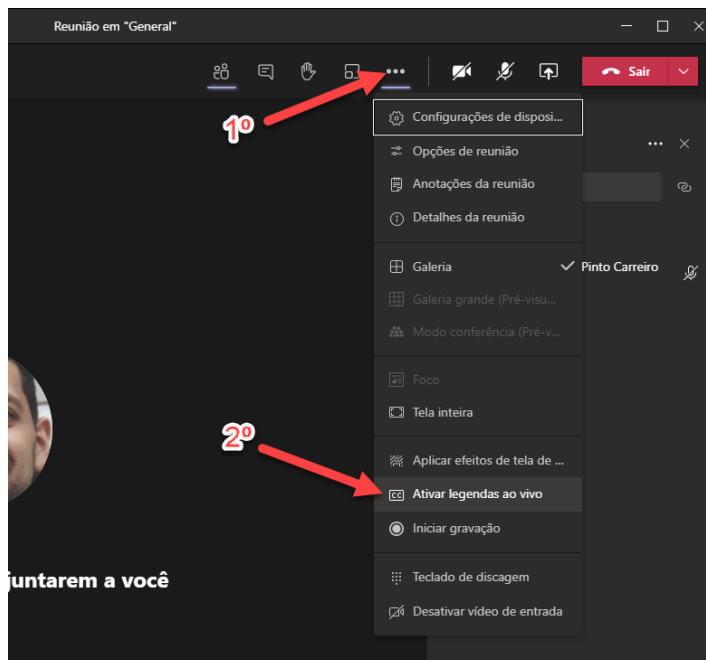 Reunião em "General"
Sair
1º
Configurações de disposi...
Opções de reunião
Anotações da reunião
Detalhes da reunião
Galeria
Pinto Carreiro
Galeria grande (Pré-visu...
Modo conferência (Pré-v...
Foco
Tela inteira
2º
Aplicar efeitos de tela de ...
CC Ativar legendas ao vivo
Iniciar gravação
Teclado de discagem
juntarem a você
Desativar vídeo de entrada